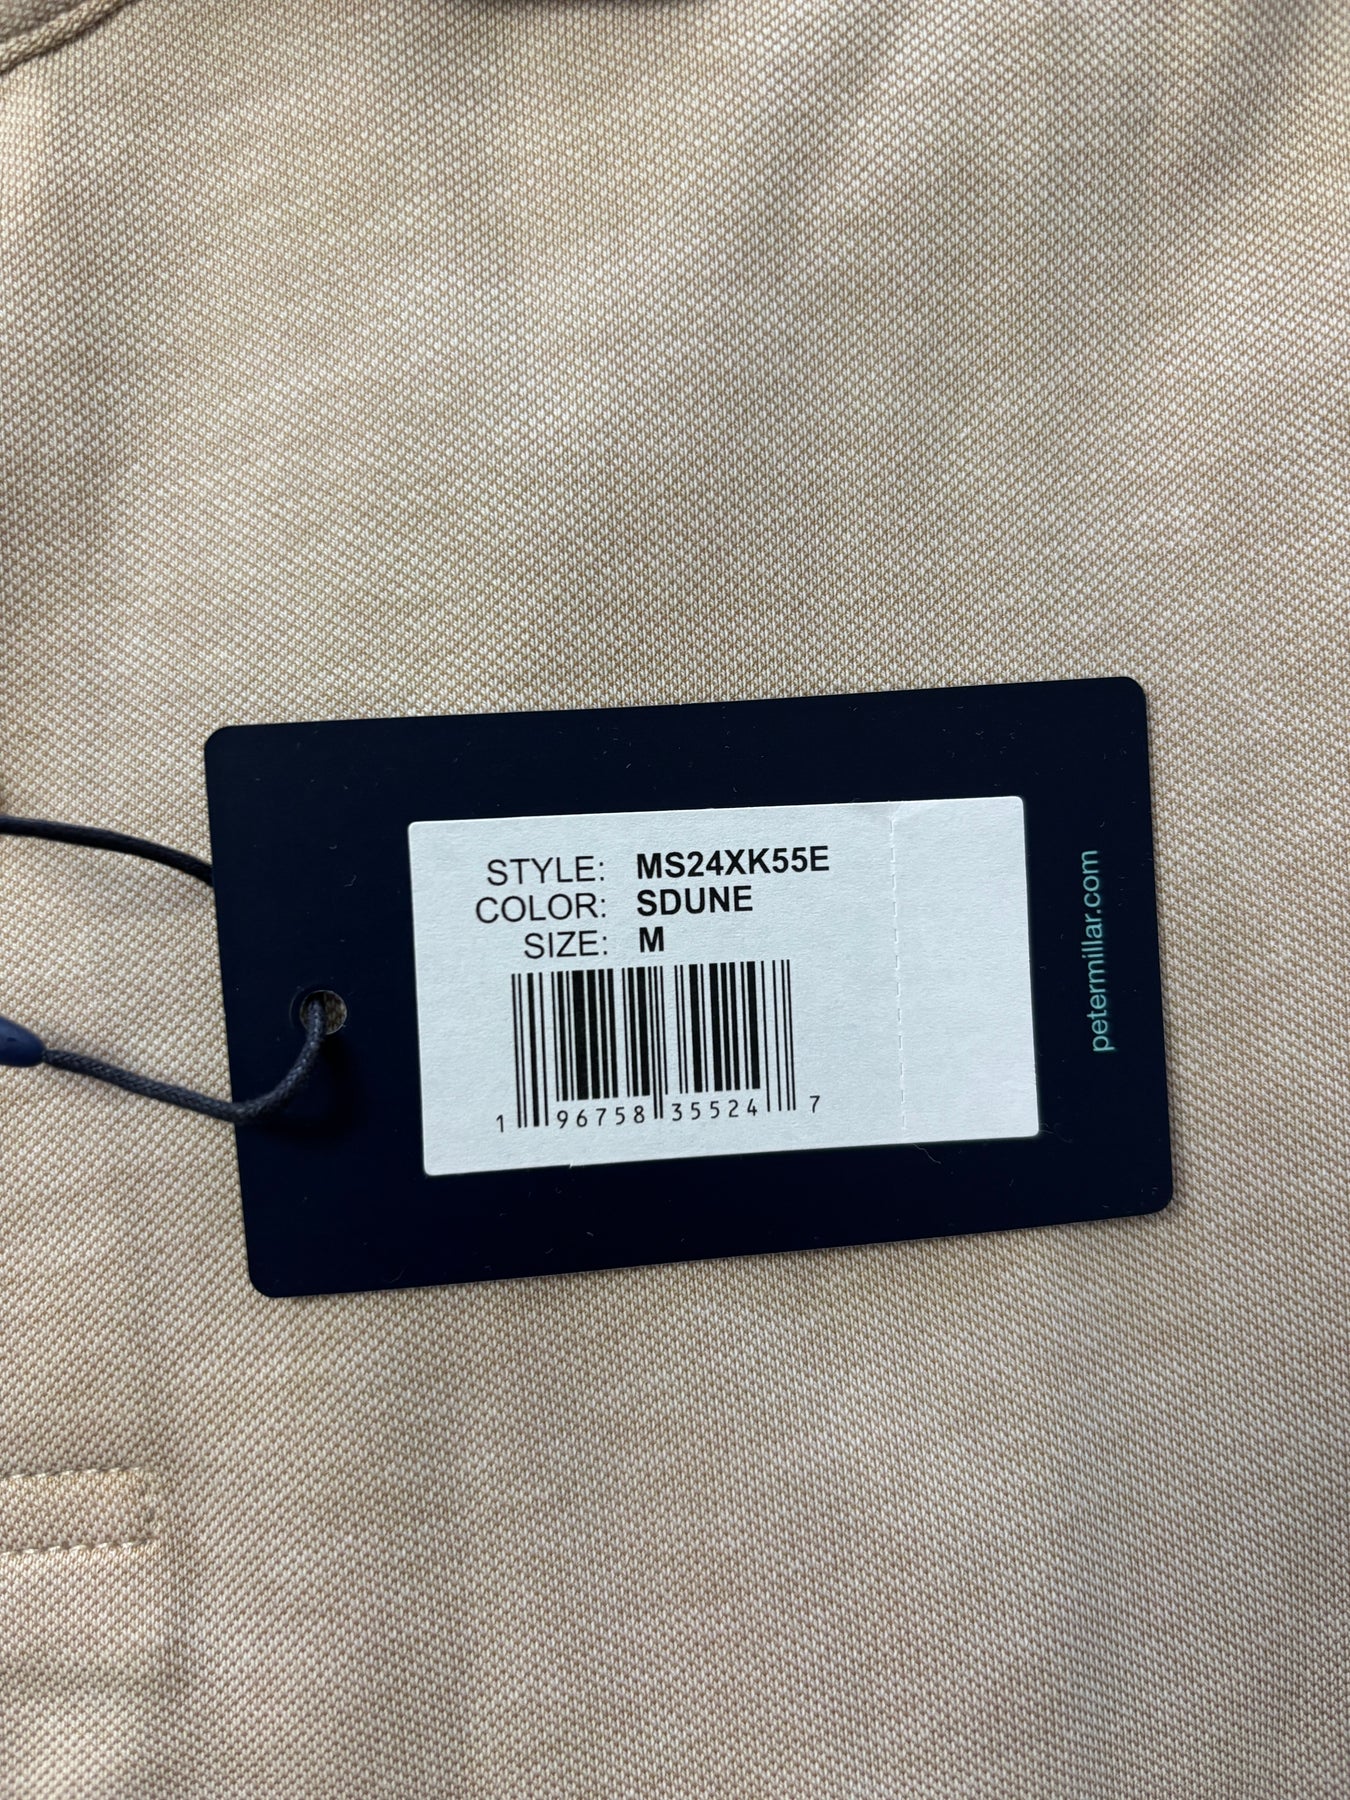 STYLE: MS24XK55E
COLOR: SDUNE
SIZE: M
1 96758 35524 7
petermillar.com